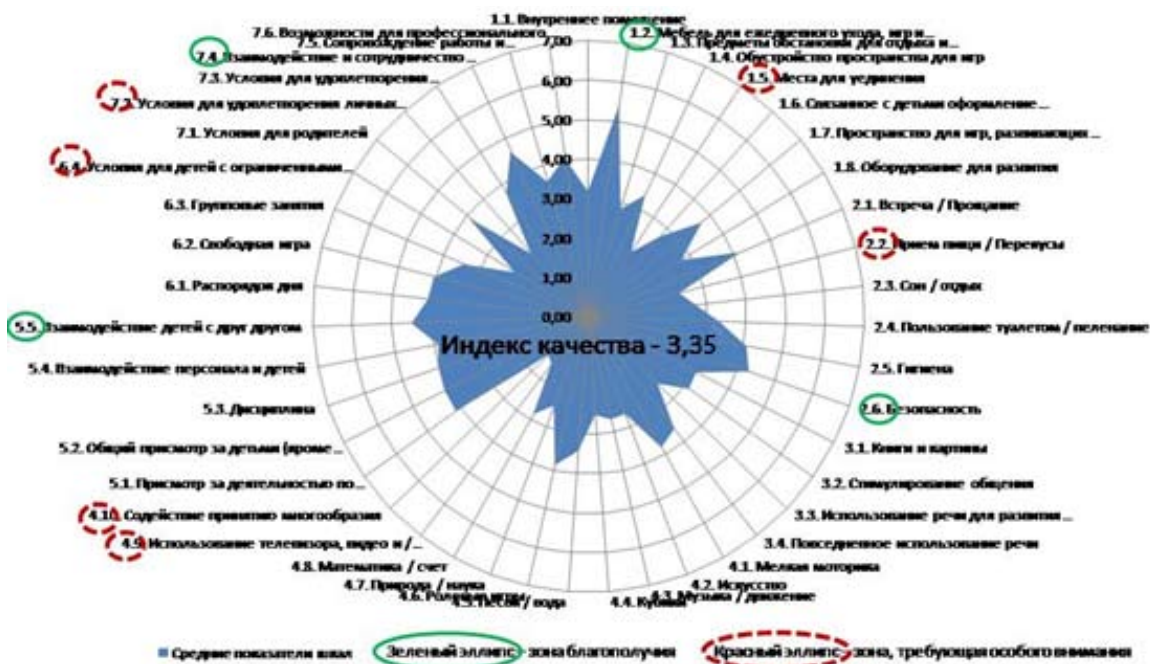 1.1. Внутреннее помещение
1.2. Мебель для ежедневного ухода, игр и...
1.3. Предметы обстановки для отдыха и...
1.4. Обустройство пространства для игр
1.5. Места для уединения
1.6. Связанное с детьми оформление ...
1.7. Пространство для игр, развивающих ...
1.8. Оборудование для развития
2.1. Встреча / Прощание
2.2. Прием пищи / Перекусы
2.3. Сон / отдых
2.4. Пользование туалетом / пеленание
2.5. Гигиена
2.6. Безопасность
3.1. Книги и картины
3.2. Стимулирование общения
3.3. Использование речи для развития ...
3.4. Повседневное использование речи
4.1. Мелкая моторика
4.2. Искусство
4.3. Музыка / движение
4.4. Кубики
4.5. Песок / вода
4.6. Ролевые игры
4.7. Природа / наука
4.8. Математика / счет
4.9. Использование телевизора, видео и /...
4.10. Содействие принятию многообразия
5.1. Присмотр за деятельностью по ...
5.2. Общий присмотр за детьми (кроме ...
5.3. Дисциплина
5.4. Взаимодействие персонала и детей
5.5. Взаимодействие детей с друг другом
6.1. Распорядок дня
6.2. Свободная игра
6.3. Групповые занятия
6.4. Условия для детей с ограниченными ...
7.1. Условия для родителей
7.2. Условия для удовлетворения личных ...
7.3. Условия для удовлетворения ...
7.4. Взаимодействие и сотрудничество ...
7.5. Сопровождение работы и...
7.6. Возможности для профессионального ...
7,00
6,00
5,00
4,00
3,00
2,00
1,00
0,00
Индекс качества - 3,35
Средние показатели шкал
Зеленый эллипс - зона благополучия
Красный эллипс - зона, требующая особого внимания